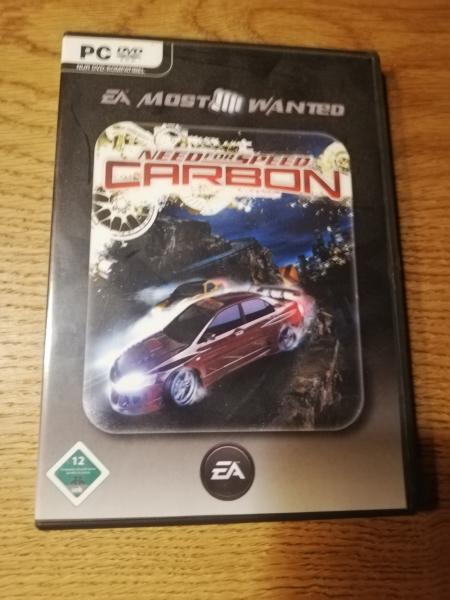 PC DVD
NUR DVD-KOMPATIBEL
EA MOST WANTED
NEED FOR SPEED
CARBON
12
EA